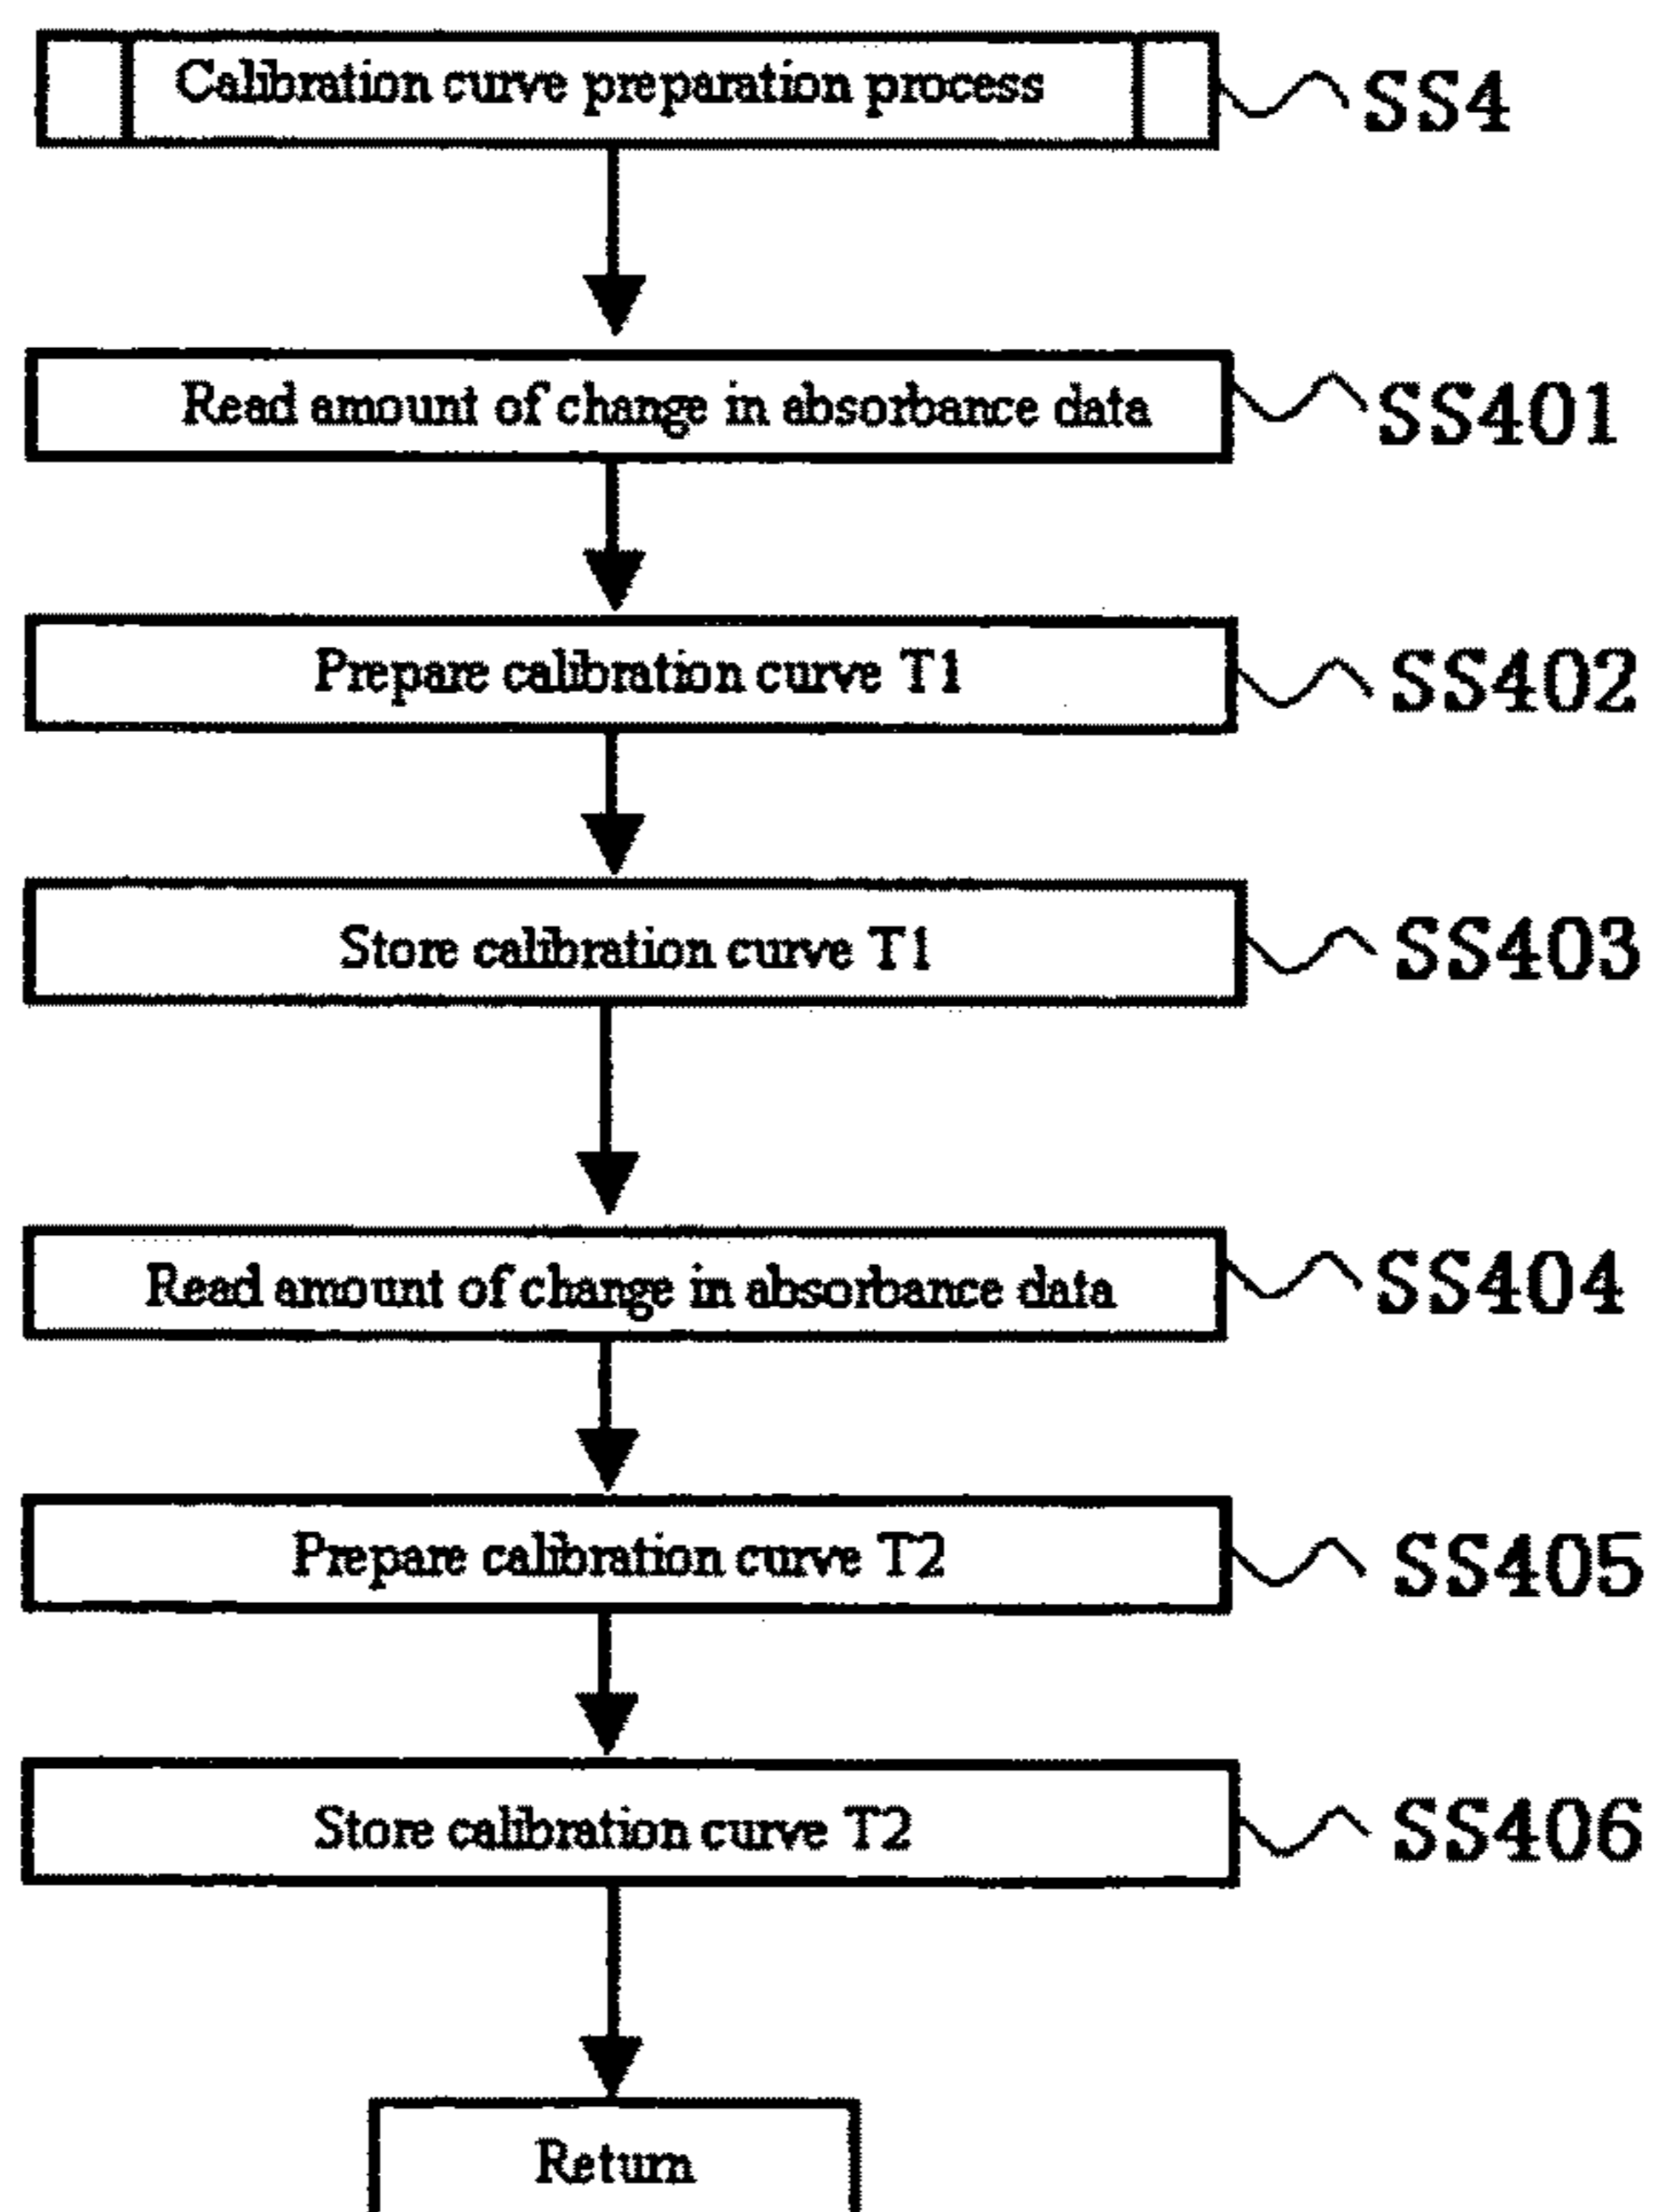 Calibration curve preparation process SS4
Read amount of change in absorbance data SS401
Prepare calibration curve T1 SS402
Store calibration curve T1 SS403
Read amount of change in absorbance data SS404
Prepare calibration curve T2 SS405
Store calibration curve T2 SS406
Return